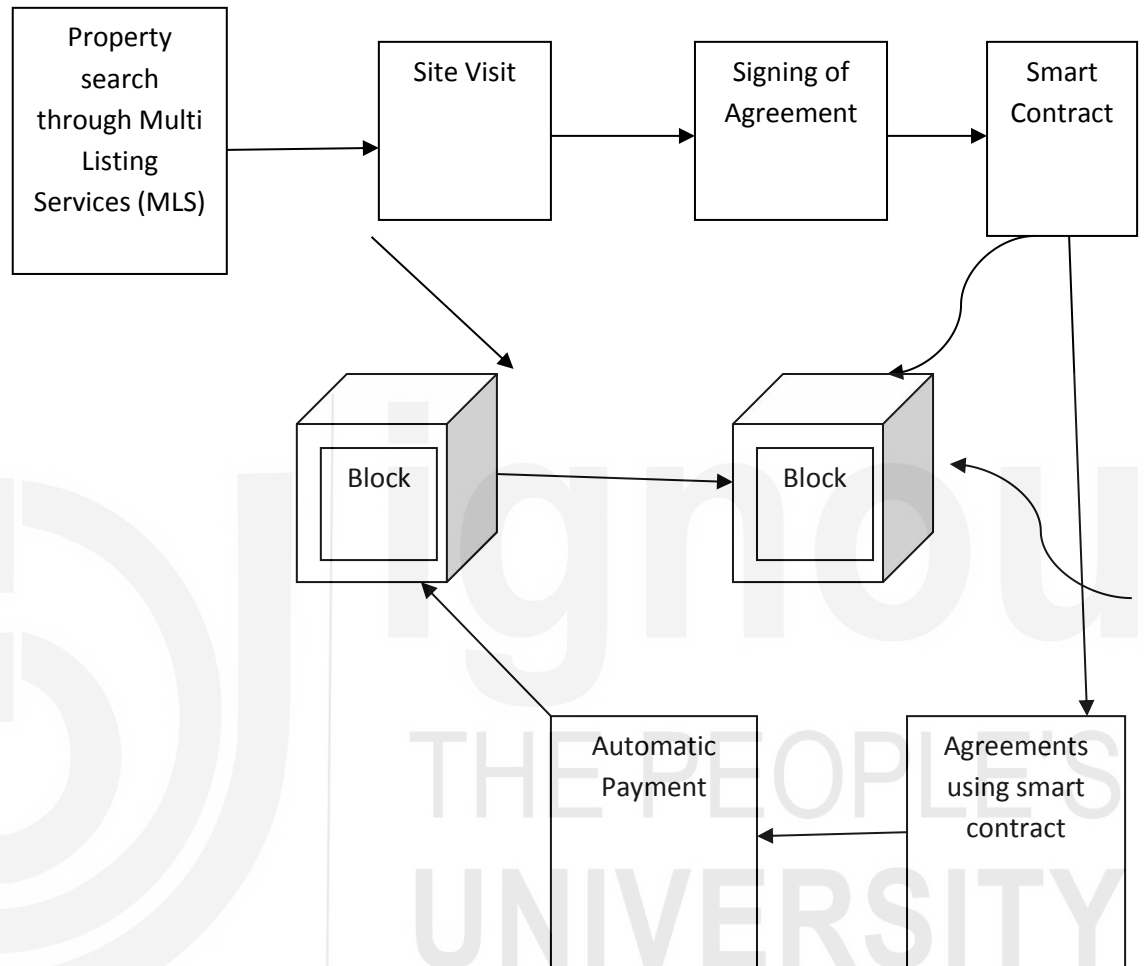 Property
search
through Multi
Listing
Services (MLS)
Site Visit
Signing of
Agreement
Smart
Contract
Block
Block
ignou
THE PEOPLE'S
UNIVERSITY
Automatic
Payment
Agreements
using smart
contract